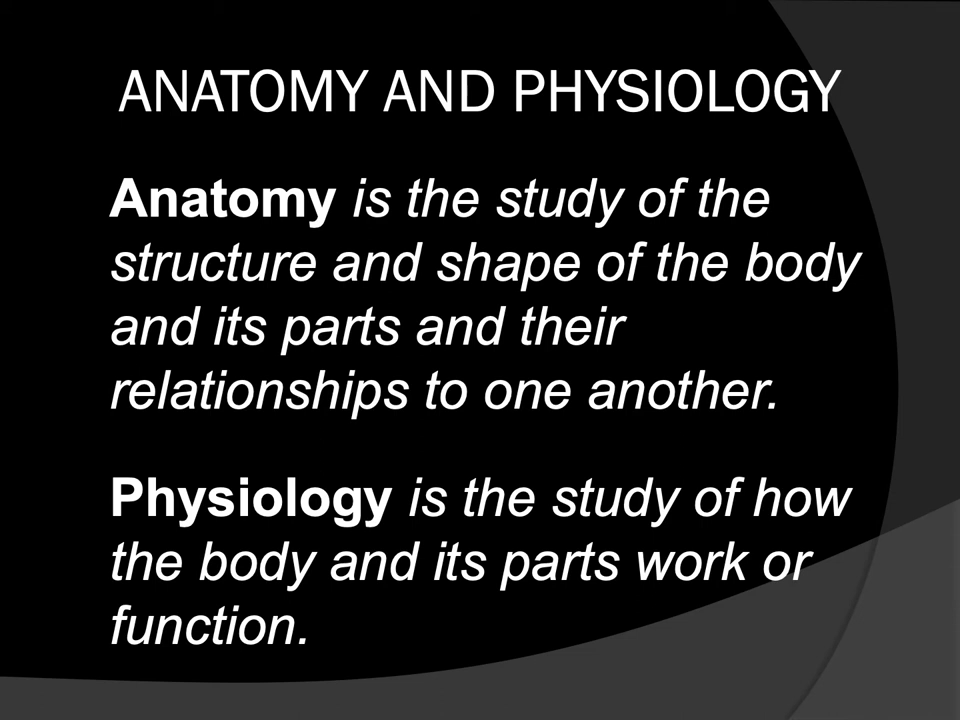 ANATOMY AND PHYSIOLOGY
Anatomy is the study of the
structure and shape of the body
and its parts and their
relationships to one another.
Physiology is the study of how
the body and its parts work or
function.